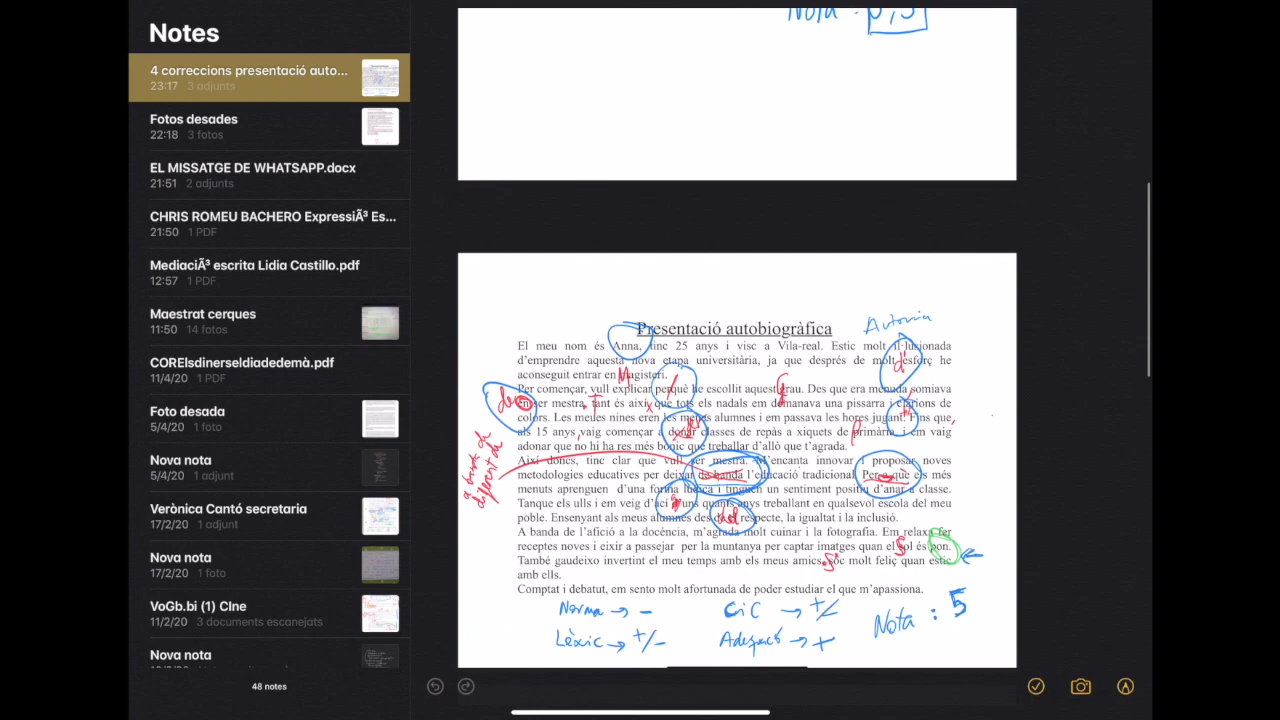 Notes
4 correccions presentació auto...
23:17 3 adjunts
Fotos desades
22:18 3 fotos
EL MISSATGE DE WHATSAPP.docx
21:51 2 adjunts
CHRIS ROMEU BACHERO ExpressiÃ³ Es...
21:50 1 PDF
MediaciÃ³ escrita Lidia Castillo.pdf
12:57 1 PDF
Maestrat cerques
11:50 14 fotos
CORElsdinerseldiadedemà.pdf
11/4/20 1 PDF
Foto desada
5/4/20 1 foto
Nova nota
5/4/20 1 adjunt
Verònica Cantó secretaria
17/2/20 1 adjunt
Nova nota
17/2/20 1 foto
VoGb.bi (1) CIne
11/2/20 3 documents escanejats
Nova nota
48 notes
Nota :
Presentació autobiogràfica
Autonomia
El meu nom és Anna, tinc 25 anys i visc a Vila-real. Estic molt il·lusionada
d'emprendre aquesta nova etapa universitària, ja que després de molt esforç he
aconseguit entrar en magisteri.
Per començar, vull explicar perquè he escollit aquest grau. Des que era menuda somiava
en ser mestra, tant és així que tots els nadals em demanava una pissarra i clarions de
colors. Les meues nines eren les meues alumnes i em passava les hores jugant. Fins que
als 15 anys vaig començar a donar classes de repàs a xiquets de primària, i em vaig
adonar que no hi ha res més bonic que treballar d'allò que t'agrada.
Així doncs, tinc clar que vull ser mestra. M'encanta innovar i proposar noves
metodologies educatives per deixar de banda l'educació tradicional. Per a que els més
menuts aprenguen d'una forma lúdica i tinguen un sentiment positiu d'anar a classe.
Tanque els ulls i em veig d'ací a uns quants anys treballant en qualsevol escola del meu
poble. Ensenyant als meus alumnes des del respecte, la igualtat i la inclusió.
A banda de l'afició a la docència, m'agrada molt cuinar i la fotografia. Em relaxa fer
receptes noves i eixir a passejar per la muntanya per captar imatges quan el sol és pon.
També gaudeixo invertint el meu temps amb els meus amics. Sóc molt feliç quan estic
amb ells.
Comptat i debatut, em sento molt afortunada de poder estudiar el que m'apassiona.
Norma → - CiC → +/- Nota : 5
Lèxic → +/- Adequació → +